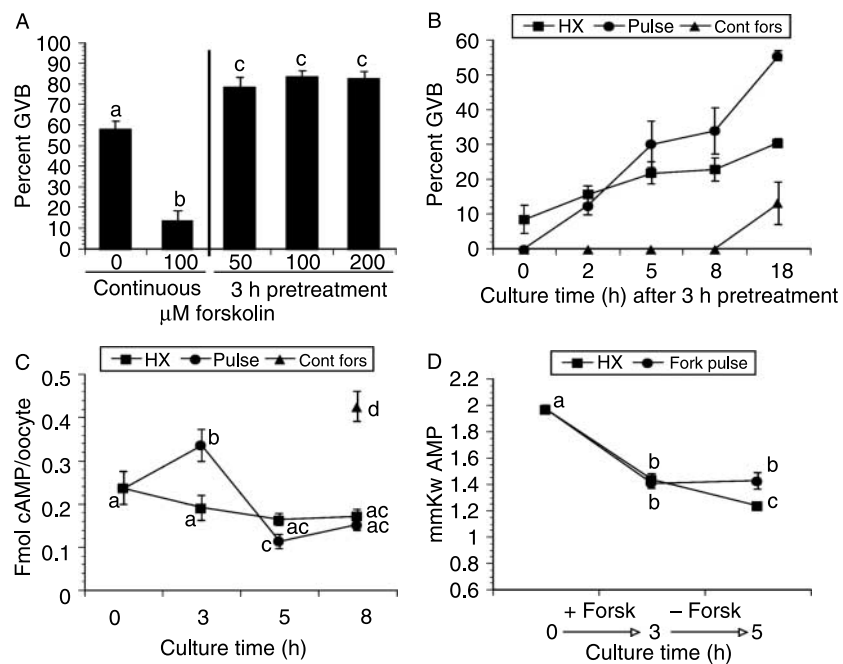 A
Percent GVB
100
90
80
70
60
50
40
30
20
10
0
a
b
c
c
c
0
100
50
100
200
Continuous
3 h pretreatment
µM forskolin
B
HX
Pulse
Cont fors
Percent GVB
60
50
40
30
20
10
0
0
2
5
8
18
Culture time (h) after 3 h pretreatment
C
HX
Pulse
Cont fors
Fmol cAMP/oocyte
0.5
0.4
0.3
0.2
0.1
0
a
b
a
c
ac
d
ac
ac
0
3
5
8
Culture time (h)
D
HX
Fork pulse
mmKw AMP
2.2
2
1.8
1.6
1.4
1.2
1
0.8
0.6
a
b
b
b
c
+ Forsk
– Forsk
0
3
5
Culture time (h)